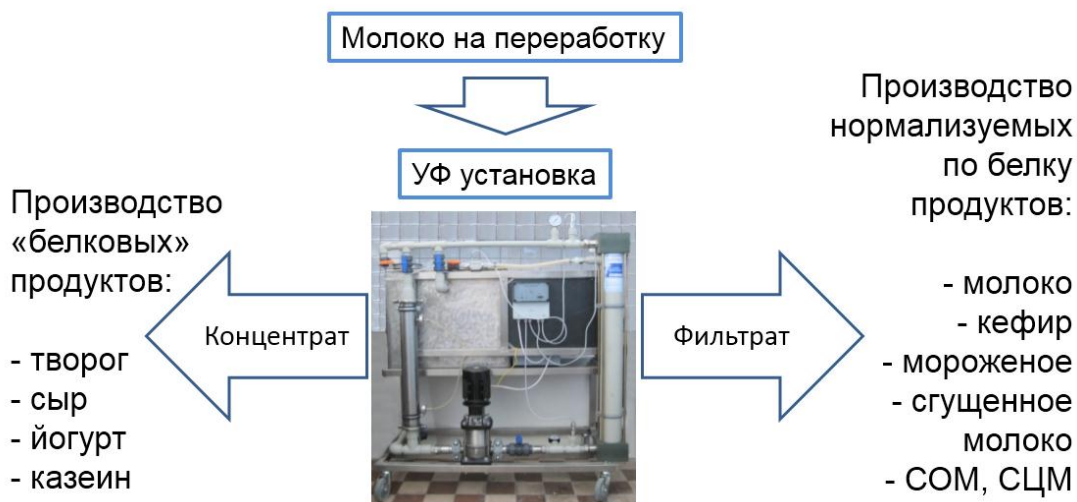 Молоко на переработку
УФ установка
Производство
«белковых»
продуктов:
- творог
- сыр
- йогурт
- казеин
Концентрат
Фильтрат
Производство
нормализуемых
по белку
продуктов:
- молоко
- кефир
- мороженое
- сгущенное
молоко
- СОМ, СЦМ